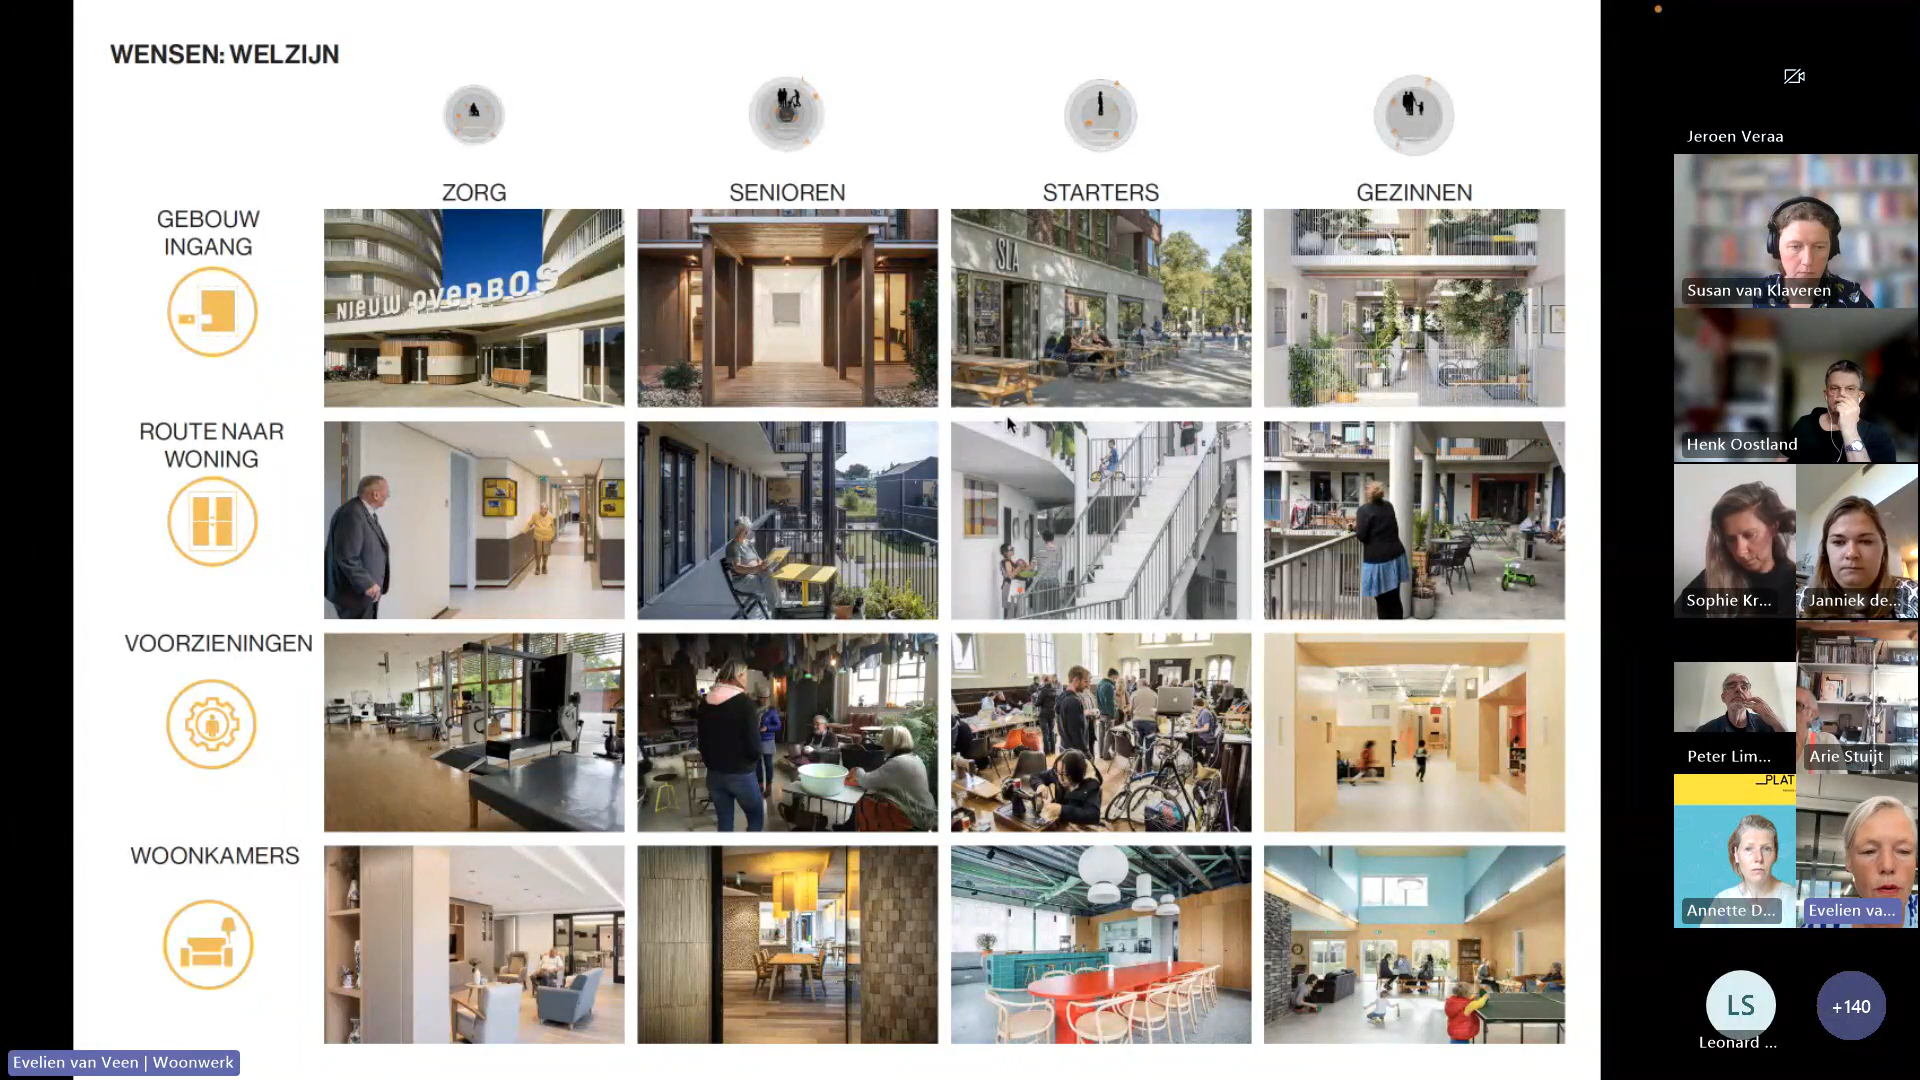 WENSEN: WELZIJN
ZORG
SENIOREN
STARTERS
GEZINNEN
GEBOUW
INGANG
NIEUW OVERBOS
SLA
ROUTE NAAR
WONING
VOORZIENINGEN
WOONKAMERS
Evelien van Veen | Woonwerk
Jeroen Veraa
Susan van Klaveren
Henk Oostland
Sophie Kr...
Janniek de...
Peter Lim...
Arie Stuijt
_PLAT
Annette D...
Evelien va...
LS
Leonard ...
+140